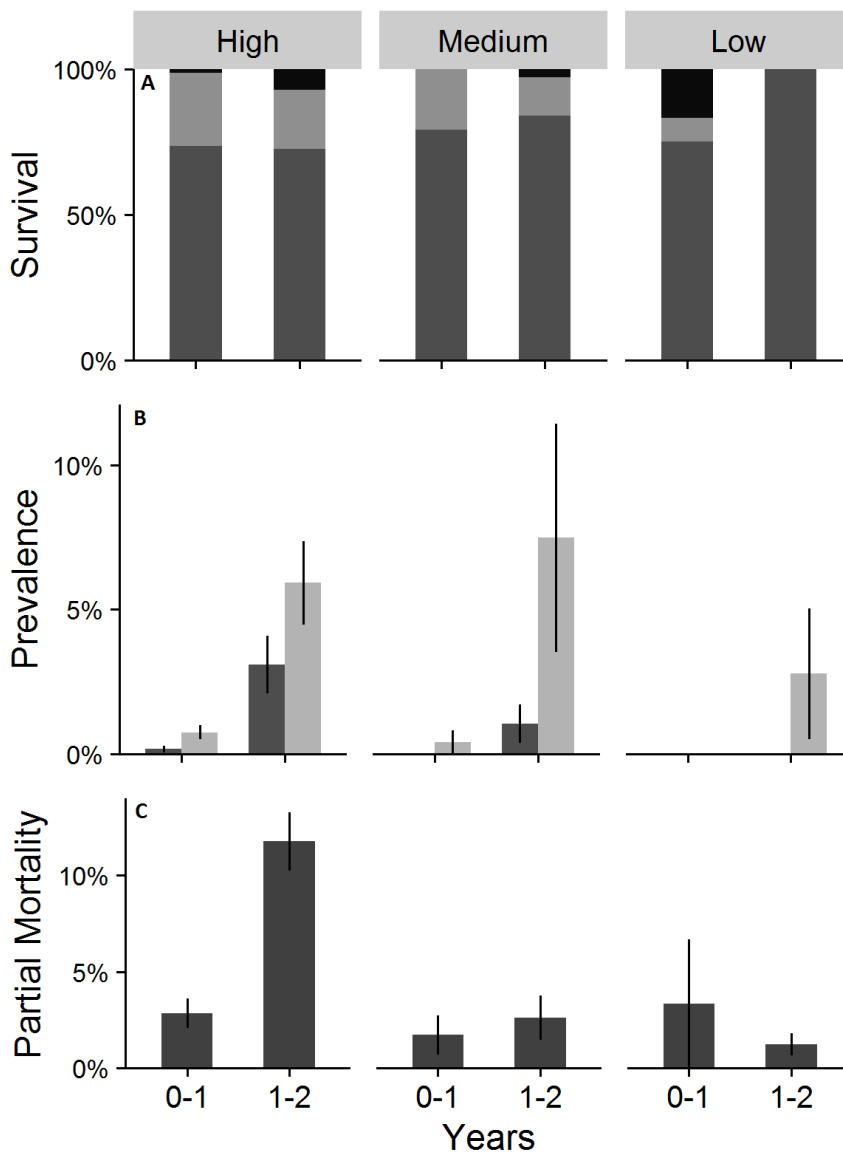 High Medium Low
A
100%
50%
0%
Survival
B
10%
5%
0%
Prevalence
C
10%
5%
0%
Partial Mortality
0-1 1-2 0-1 1-2 0-1 1-2
Years